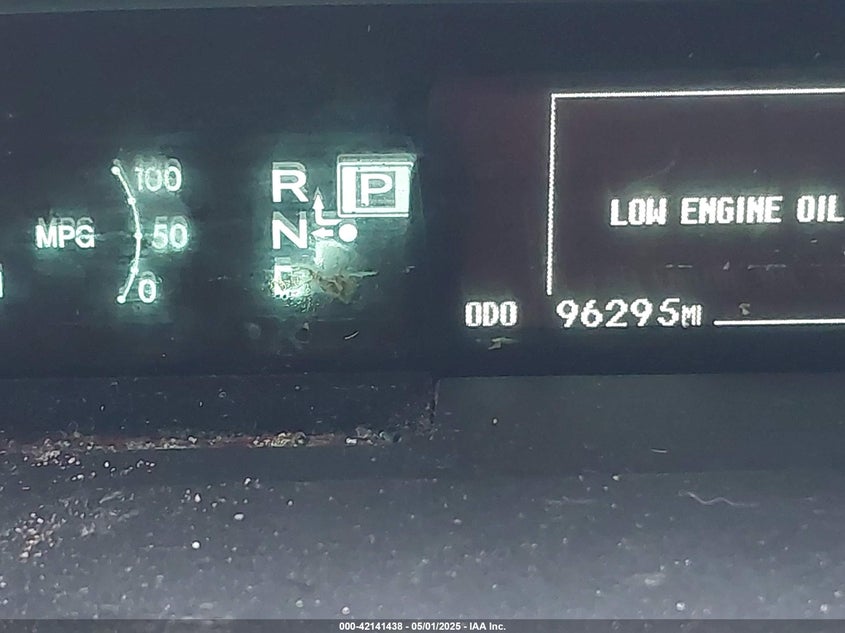 100
R P
MPG 50
N
0
LOW ENGINE OIL
ODO 96295MI
000-42141438 - 05/01/2025 - IAA Inc.